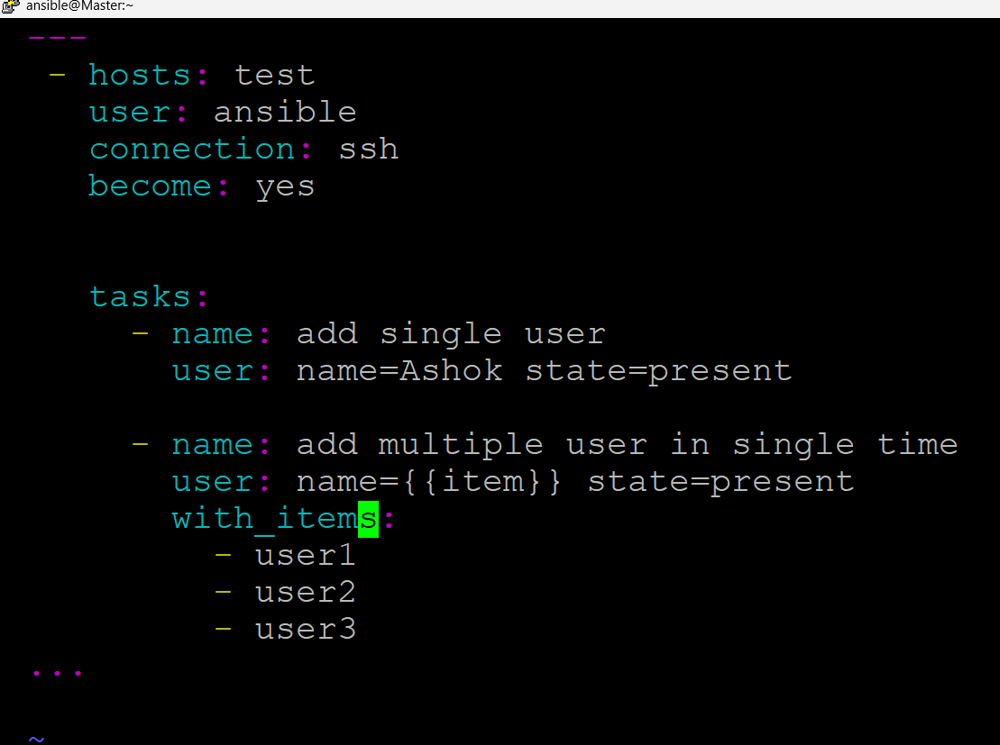 ansible@Master:~
---
- hosts: test
user: ansible
connection: ssh
become: yes
tasks:
- name: add single user
user: name=Ashok state=present
- name: add multiple user in single time
user: name={{item}} state=present
with_items:
- user1
- user2
- user3
...
~